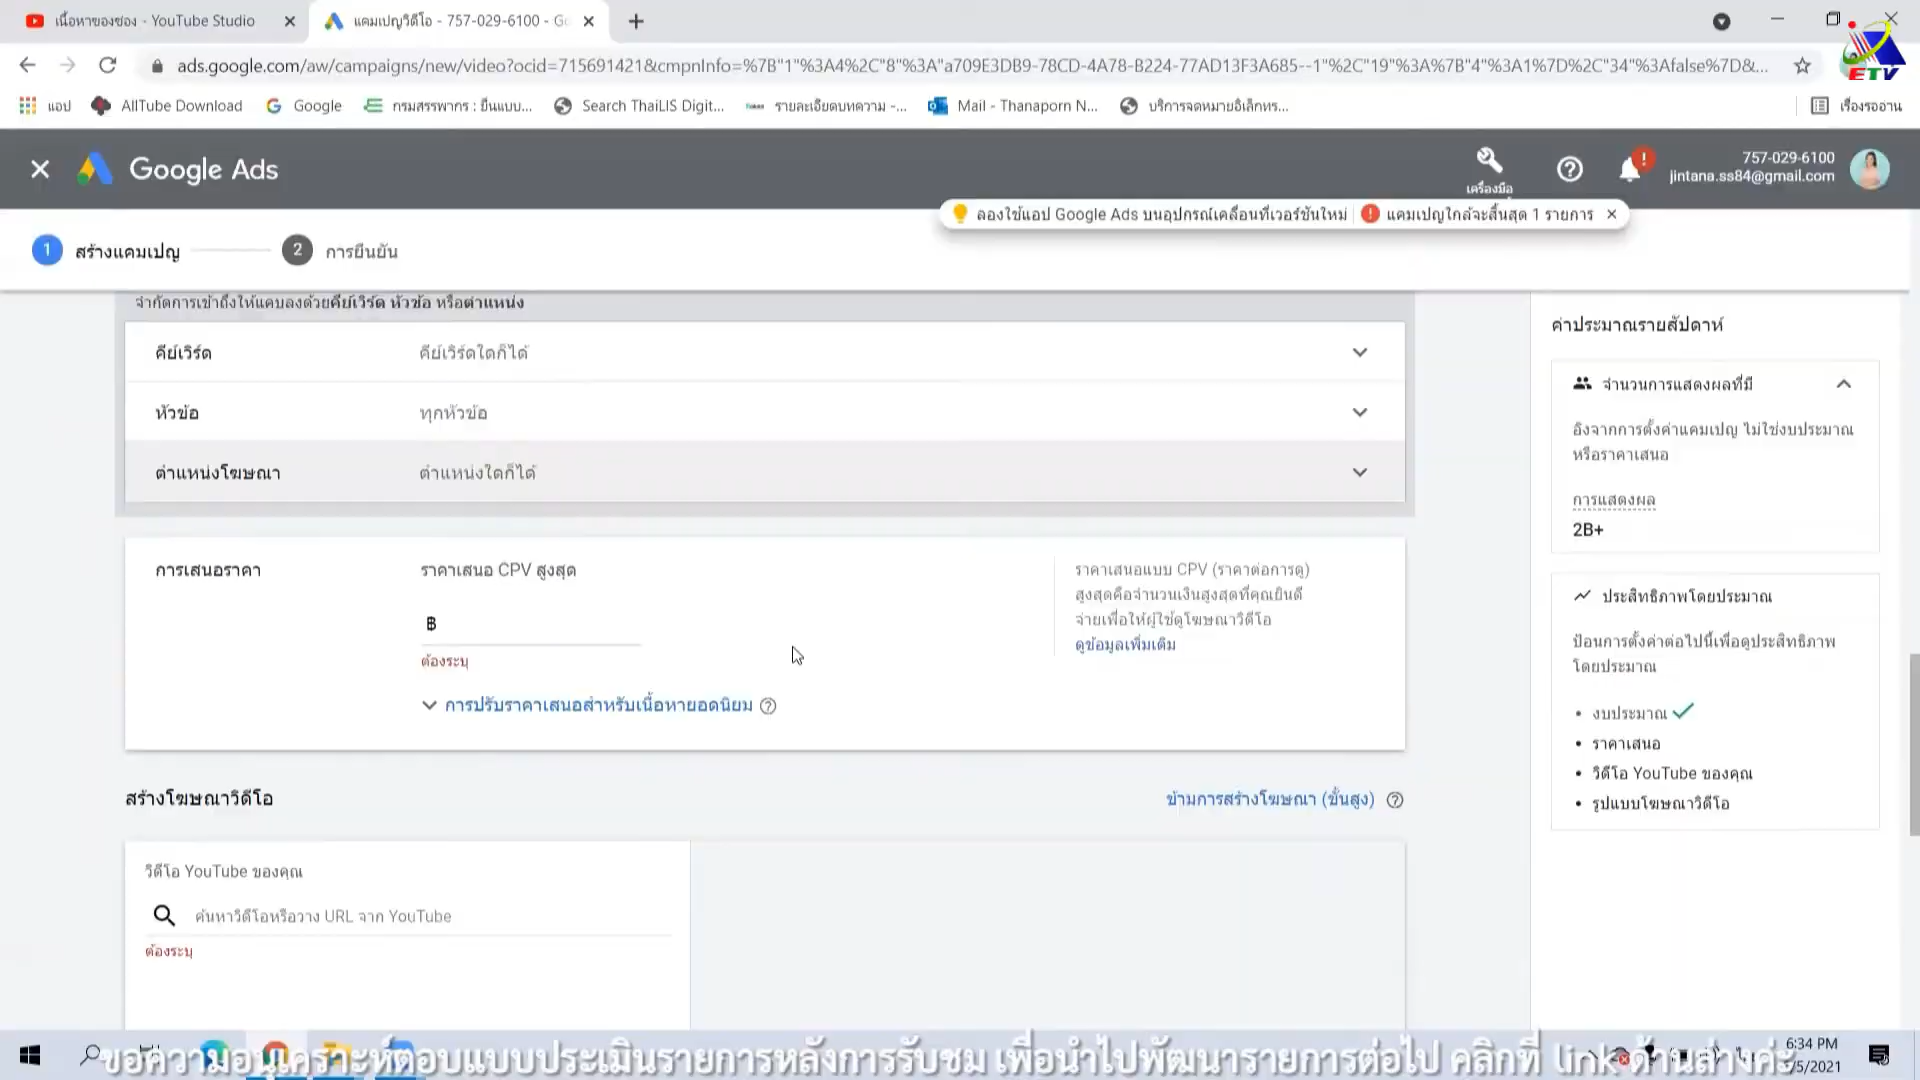 เนื้อหาของช่อง - YouTube Studio
แคมเปญวิดีโอ - 757-029-6100 - Go
ads.google.com/aw/campaigns/new/video?ocid=715691421&cmpnInfo=%7B"1"%3A4%2C"8"%3A"a709E3DB9-78CD-4A78-B224-77AD13F3A685--1"%2C"19"%3A%7B"4"%3A1%7D%2C"34"%3Afalse%7D&...
ETV
แอป
AllTube Download
Google
กรมสรรพากร : ยื่นแบบ...
Search ThaiLIS Digit...
รายละเอียดบทความ -...
Mail - Thanaporn N...
บริการจดหมายอิเล็กทร...
เรื่องรออ่าน
Google Ads
เครื่องมือ
757-029-6100
jintana.ss84@gmail.com
ลองใช้แอป Google Ads บนอุปกรณ์เคลื่อนที่เวอร์ชันใหม่
แคมเปญใกล้จะสิ้นสุด 1 รายการ
1 สร้างแคมเปญ
2 การยืนยัน
จำกัดการเข้าถึงให้แคบลงด้วยคีย์เวิร์ด หัวข้อ หรือตำแหน่ง
คีย์เวิร์ด คีย์เวิร์ดใดก็ได้
หัวข้อ ทุกหัวข้อ
ตำแหน่งโฆษณา ตำแหน่งใดก็ได้
การเสนอราคา
ราคาเสนอ CPV สูงสุด
฿
ต้องระบุ
การปรับราคาเสนอสำหรับเนื้อหายอดนิยม
ราคาเสนอแบบ CPV (ราคาต่อการดู)
สูงสุดคือจำนวนเงินสูงสุดที่คุณยินดี
จ่ายเพื่อให้ผู้ใช้ดูโฆษณาวิดีโอ
ดูข้อมูลเพิ่มเติม
สร้างโฆษณาวิดีโอ
ข้ามการสร้างโฆษณา (ขั้นสูง)
วิดีโอ YouTube ของคุณ
ค้นหาวิดีโอหรือวาง URL จาก YouTube
ต้องระบุ
ค่าประมาณรายสัปดาห์
จำนวนการแสดงผลที่มี
อิงจากการตั้งค่าแคมเปญ ไม่ใช่งบประมาณ
หรือราคาเสนอ
การแสดงผล
2B+
ประสิทธิภาพโดยประมาณ
ป้อนการตั้งค่าต่อไปนี้เพื่อดูประสิทธิภาพ
โดยประมาณ
• งบประมาณ
• ราคาเสนอ
• วิดีโอ YouTube ของคุณ
• รูปแบบโฆษณาวิดีโอ
ขอความอนุเคราะห์ตอบแบบประเมินรายการหลังการรับชม เพื่อนำไปพัฒนารายการต่อไป คลิกที่ link ด้านล่างค่ะ
6:34 PM
/5/2021